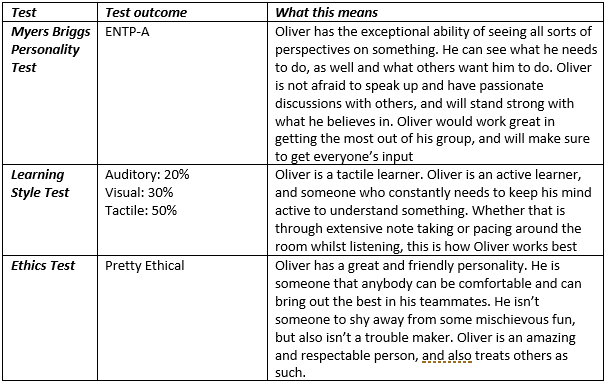 Test Test outcome What this means
Myers Briggs ENTP-A Oliver has the exceptional ability of seeing all sorts of
Personality perspectives on something. He can see what he needs
Test to do, as well and what others want him to do. Oliver
is not afraid to speak up and have passionate
discussions with others, and will stand strong with
what he believes in. Oliver would work great in
getting the most out of his group, and will make sure
to get everyone’s input
Learning Auditory: 20% Oliver is a tactile learner. Oliver is an active learner,
Style Test Visual: 30% and someone who constantly needs to keep his mind
Tactile: 50% active to understand something. Whether that is
through extensive note taking or pacing around the
room whilst listening, this is how Oliver works best
Ethics Test Pretty Ethical Oliver has a great and friendly personality. He is
someone that anybody can be comfortable and can
bring out the best in his teammates. He isn’t
someone to shy away from some mischievous fun,
but also isn’t a trouble maker. Oliver is an amazing
and respectable person, and also treats others as
such.